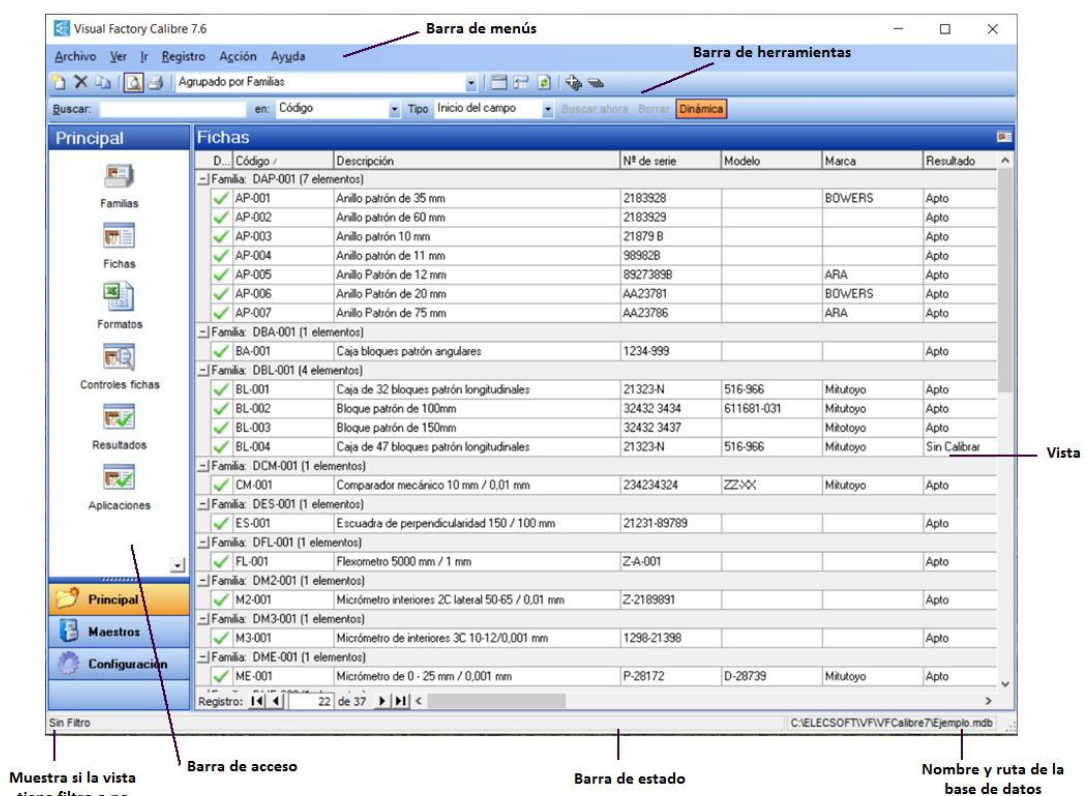 Visual Factory Calibre 7.6
Barra de menús
Archivo Ver Ir Registro Acción Ayuda
Barra de herramientas
Agrupado por Familias
Buscar: en: Código Tipo Inicio del campo Buscar ahora Borrar Dinámica
Principal
Fichas
D... Código Descripción Nº de serie Modelo Marca Resultado
Familia: DAP-001 (7 elementos)
AP-001 Anillo patrón de 35 mm 2183928 BOWERS Apto
AP-002 Anillo patrón de 60 mm 2183929 Apto
AP-003 Anillo patrón 10 mm 21879 B Apto
AP-004 Anillo patrón de 11 mm 98982B Apto
AP-005 Anillo Patrón de 12 mm 8927389B ARA Apto
AP-006 Anillo Patrón de 20 mm AA23781 BOWERS Apto
AP-007 Anillo Patrón de 75 mm AA23786 ARA Apto
Familia: DBA-001 (1 elementos)
BA-001 Caja bloques patrón angulares 1234-999 Apto
Familia: DBL-001 (4 elementos)
BL-001 Caja de 32 bloques patrón longitudinales 21323-N 516-966 Mitutoyo Apto
BL-002 Bloque patrón de 100mm 32432 3434 611681-031 Mitutoyo Apto
BL-003 Bloque patrón de 150mm 32432 3437 Mitotoyo Apto
BL-004 Caja de 47 bloques patrón longitudinales 21323-N 516-966 Mitutoyo Sin Calibrar
Familia: DCM-001 (1 elementos)
CM-001 Comparador mecánico 10 mm / 0,01 mm 234234324 ZZ-XX Mitutoyo Apto
Familia: DES-001 (1 elementos)
ES-001 Escuadra de perpendicularidad 150 / 100 mm 21231-89789 Apto
Familia: DFL-001 (1 elementos)
FL-001 Flexometro 5000 mm / 1 mm Z-A-001 Apto
Familia: DM2-001 (1 elementos)
M2-001 Micrómetro interiores 2C lateral 50-65 / 0,01 mm Z-2189891 Apto
Familia: DM3-001 (1 elementos)
M3-001 Micrómetro de interiores 3C 10-12/0,001 mm 1298-21398 Apto
Familia: DME-001 (1 elementos)
ME-001 Micrómetro de 0 - 25 mm / 0,001 mm P-28172 D-28739 Mitutoyo Apto
Registro: 22 de 37
Familias
Fichas
Formatos
Controles fichas
Resultados
Aplicaciones
Principal
Maestros
Configuración
Vista
Sin Filtro
C:\ELECSOFT\VF\VFCalibre7\Ejemplo.mdb
Muestra si la vista
tiene filtro o no
Barra de acceso
Barra de estado
Nombre y ruta de la
base de datos